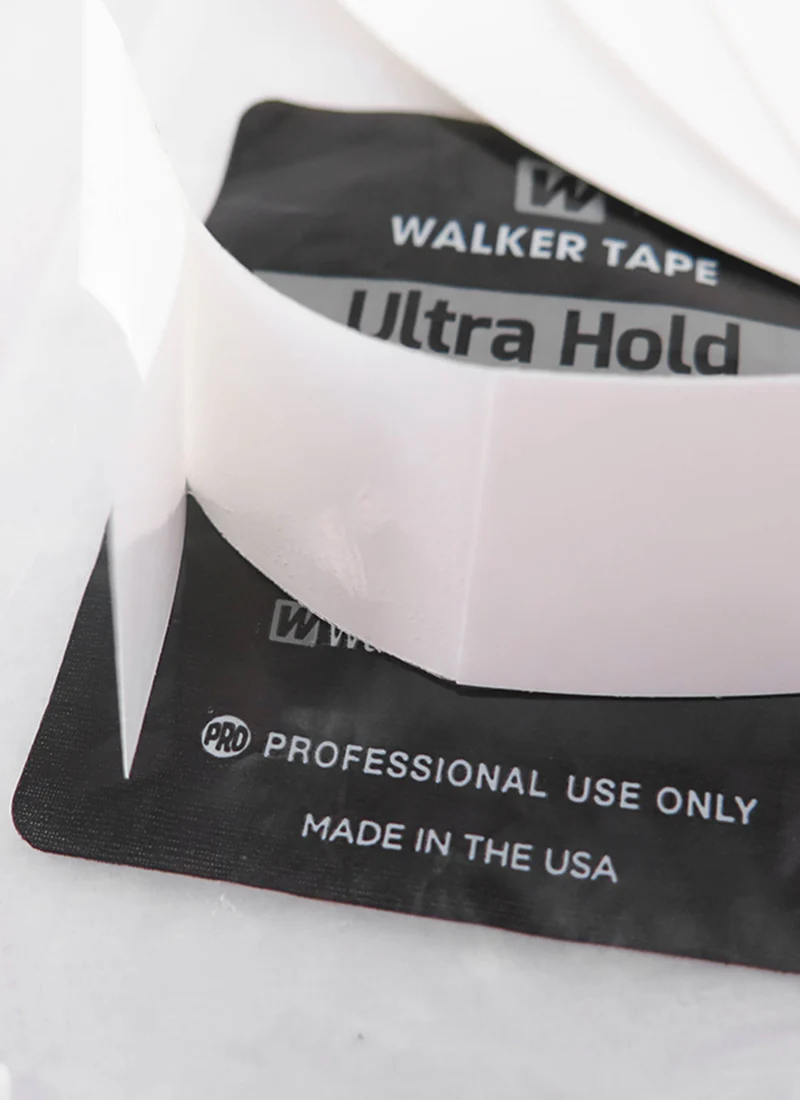 W
WALKER TAPE
Ultra Hold
W
PRO PROFESSIONAL USE ONLY
MADE IN THE USA